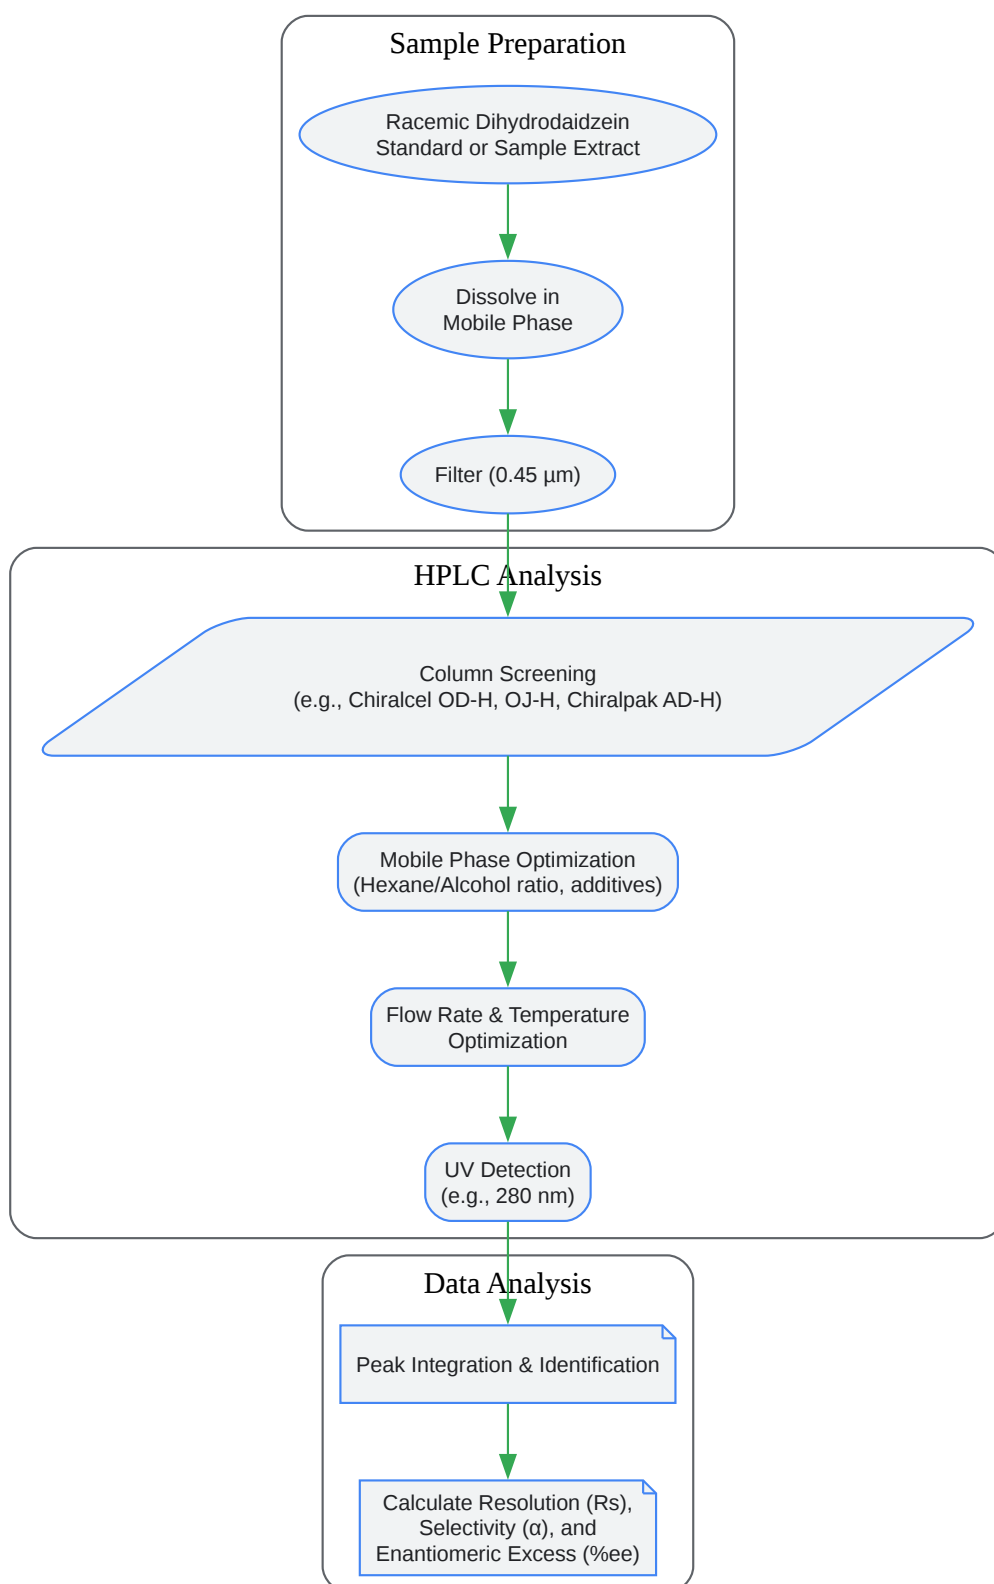 Sample Preparation
Racemic Dihydrodaidzein
Standard or Sample Extract
Dissolve in
Mobile Phase
Filter (0.45 µm)
HPLC Analysis
Column Screening
(e.g., Chiralcel OD-H, OJ-H, Chiralpak AD-H)
Mobile Phase Optimization
(Hexane/Alcohol ratio, additives)
Flow Rate & Temperature
Optimization
UV Detection
(e.g., 280 nm)
Data Analysis
Peak Integration & Identification
Calculate Resolution (Rs),
Selectivity (α), and
Enantiomeric Excess (%ee)